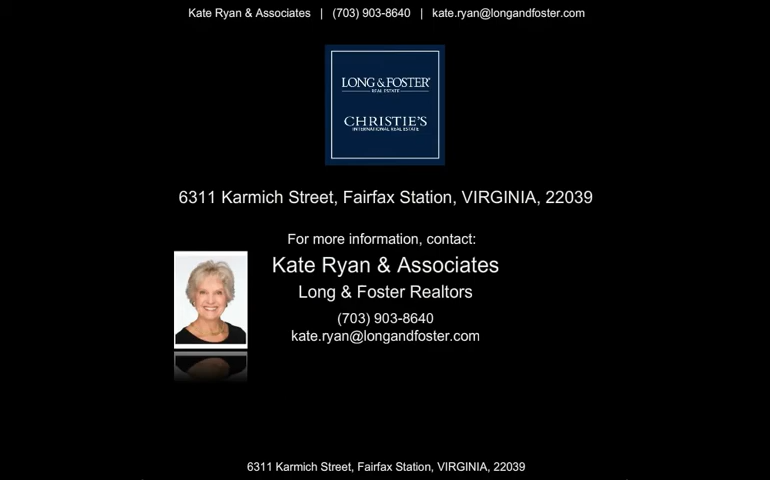 Kate Ryan & Associates | (703) 903-8640 | kate.ryan@longandfoster.com
LONG & FOSTER®
REAL ESTATE
CHRISTIE'S
INTERNATIONAL REAL ESTATE
6311 Karmich Street, Fairfax Station, VIRGINIA, 22039
For more information, contact:
Kate Ryan & Associates
Long & Foster Realtors
(703) 903-8640
kate.ryan@longandfoster.com
6311 Karmich Street, Fairfax Station, VIRGINIA, 22039